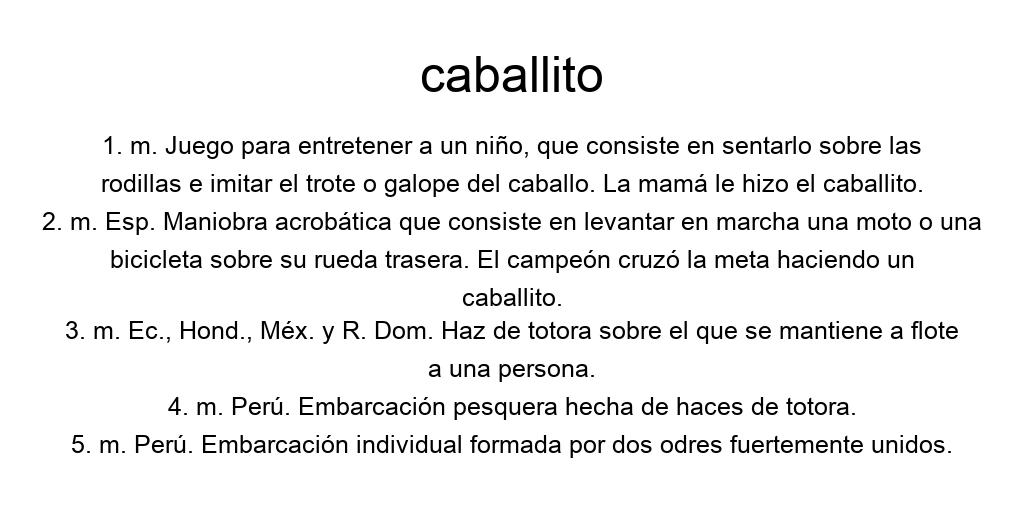 caballito
1. m. Juego para entretener a un niño, que consiste en sentarlo sobre las
rodillas e imitar el trote o galope del caballo. La mamá le hizo el caballito.
2. m. Esp. Maniobra acrobática que consiste en levantar en marcha una moto o una
bicicleta sobre su rueda trasera. El campeón cruzó la meta haciendo un
caballito.
3. m. Ec., Hond., Méx. y R. Dom. Haz de totora sobre el que se mantiene a flote
a una persona.
4. m. Perú. Embarcación pesquera hecha de haces de totora.
5. m. Perú. Embarcación individual formada por dos odres fuertemente unidos.